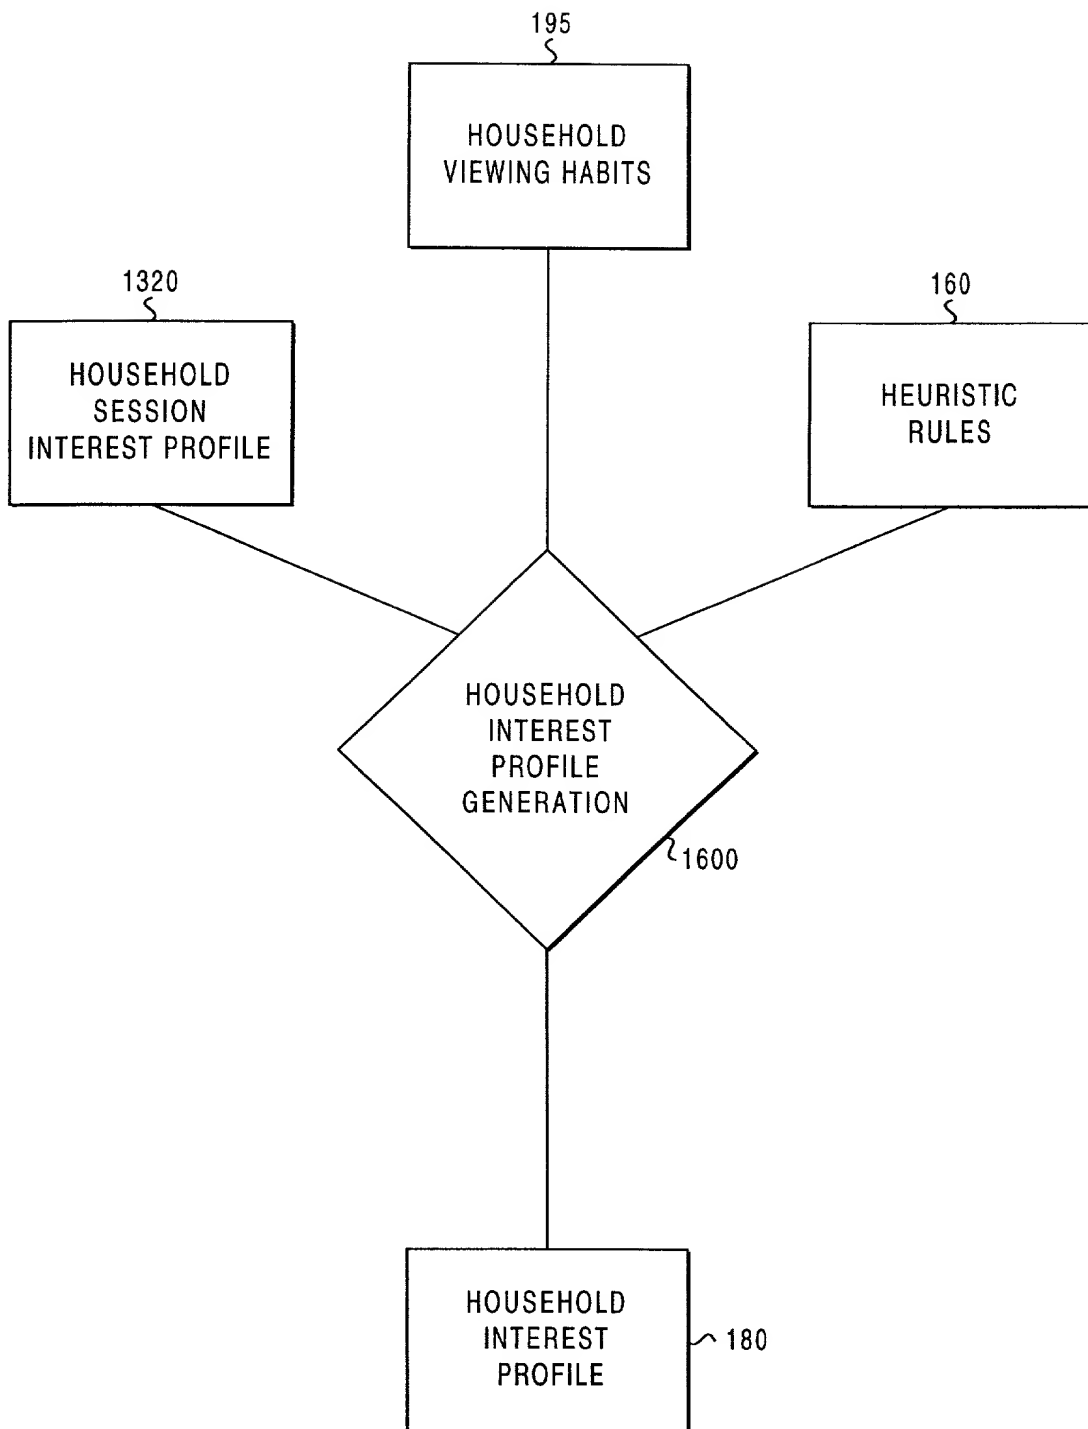 195
HOUSEHOLD
VIEWING HABITS
1320
HOUSEHOLD
SESSION
INTEREST PROFILE
160
HEURISTIC
RULES
HOUSEHOLD
INTEREST
PROFILE
GENERATION
1600
HOUSEHOLD
INTEREST
PROFILE
180